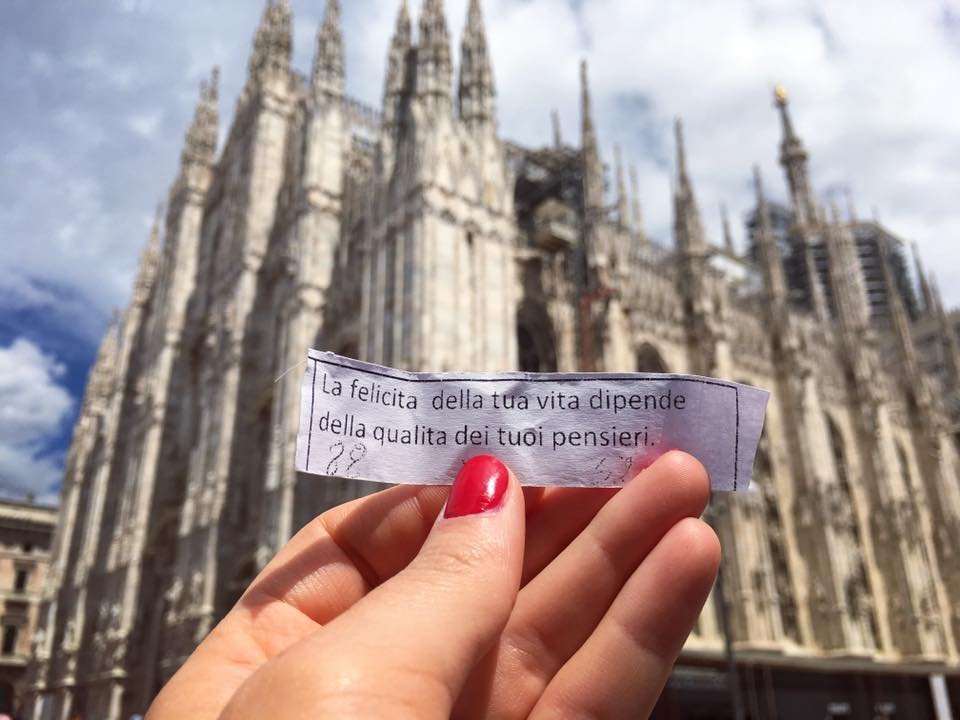 La felicita della tua vita dipende
della qualita dei tuoi pensieri.